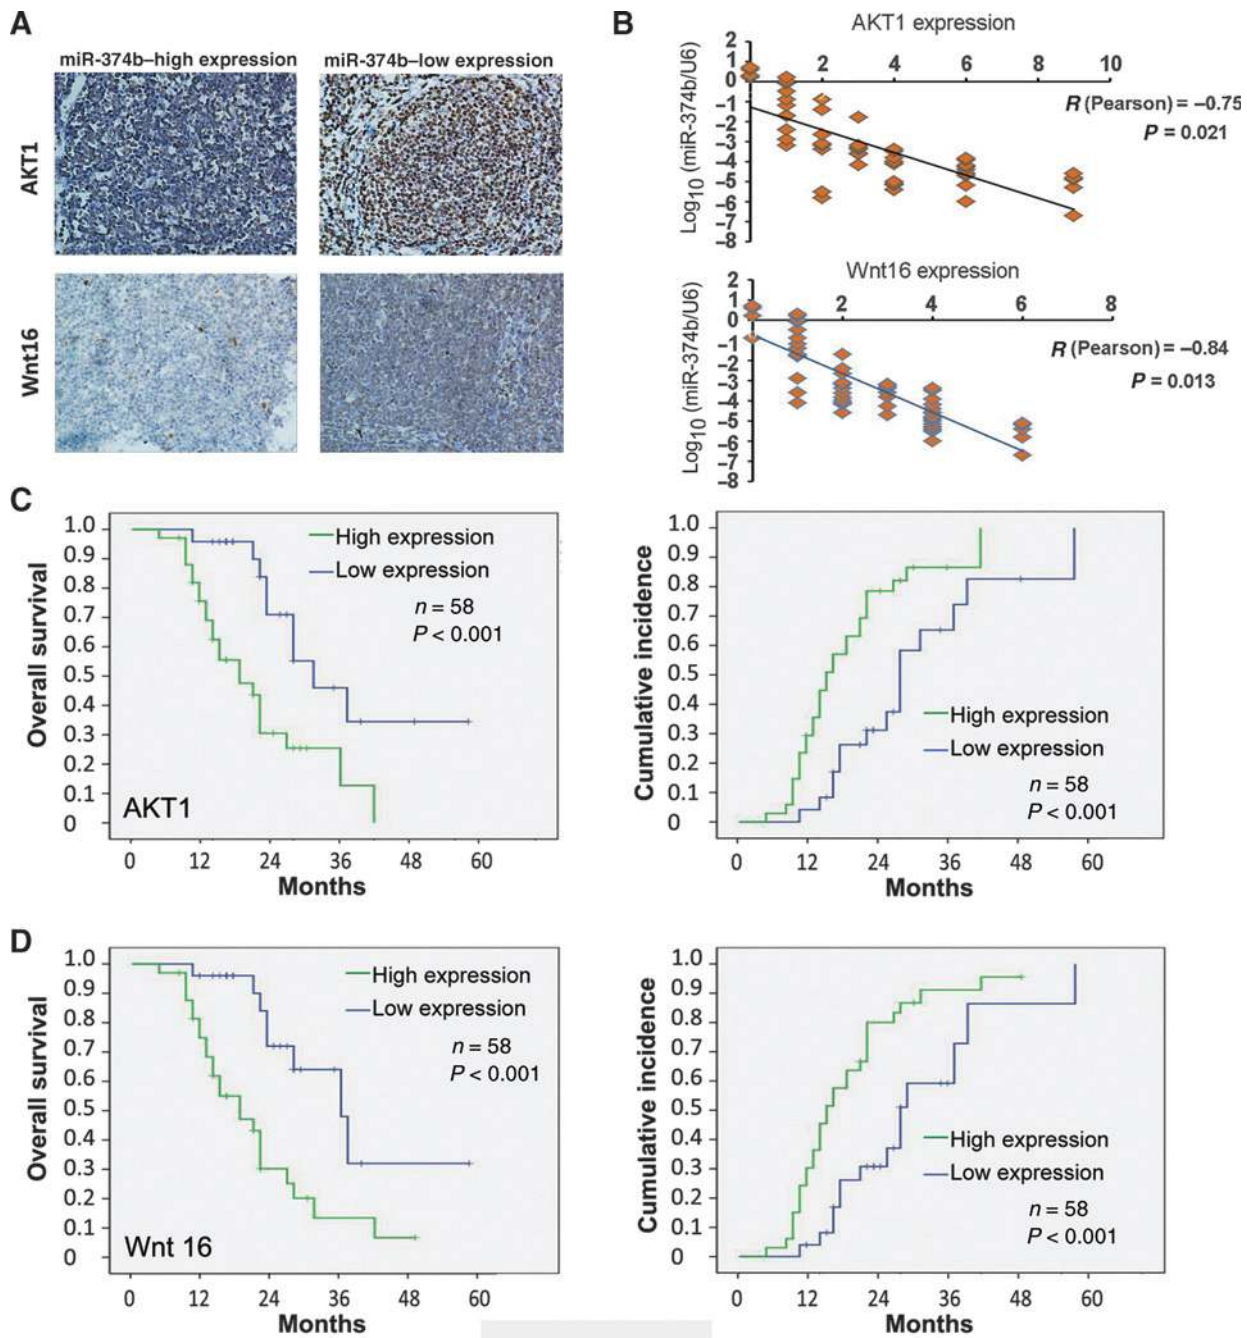 A
miR-374b–high expression
miR-374b–low expression
AKT1
Wnt16
B
AKT1 expression
Log10 (miR-374b/U6)
2
1
0
–1
–2
–3
–4
–5
–6
–7
–8
2 4 6 8 10
R (Pearson) = –0.75
P = 0.021
Wnt16 expression
Log10 (miR-374b/U6)
2
1
0
–1
–2
–3
–4
–5
–6
–7
–8
2 4 6 8
R (Pearson) = –0.84
P = 0.013
C
Overall survival
1.0
0.9
0.8
0.7
0.6
0.5
0.4
0.3
0.2
0.1
0
High expression
Low expression
n = 58
P < 0.001
AKT1
0 12 24 36 48 60
Months
Cumulative incidence
1.0
0.9
0.8
0.7
0.6
0.5
0.4
0.3
0.2
0.1
0
High expression
Low expression
n = 58
P < 0.001
0 12 24 36 48 60
Months
D
Overall survival
1.0
0.9
0.8
0.7
0.6
0.5
0.4
0.3
0.2
0.1
0
High expression
Low expression
n = 58
P < 0.001
Wnt 16
0 12 24 36 48 60
Months
Cumulative incidence
1.0
0.9
0.8
0.7
0.6
0.5
0.4
0.3
0.2
0.1
0
High expression
Low expression
n = 58
P < 0.001
0 12 24 36 48 60
Months